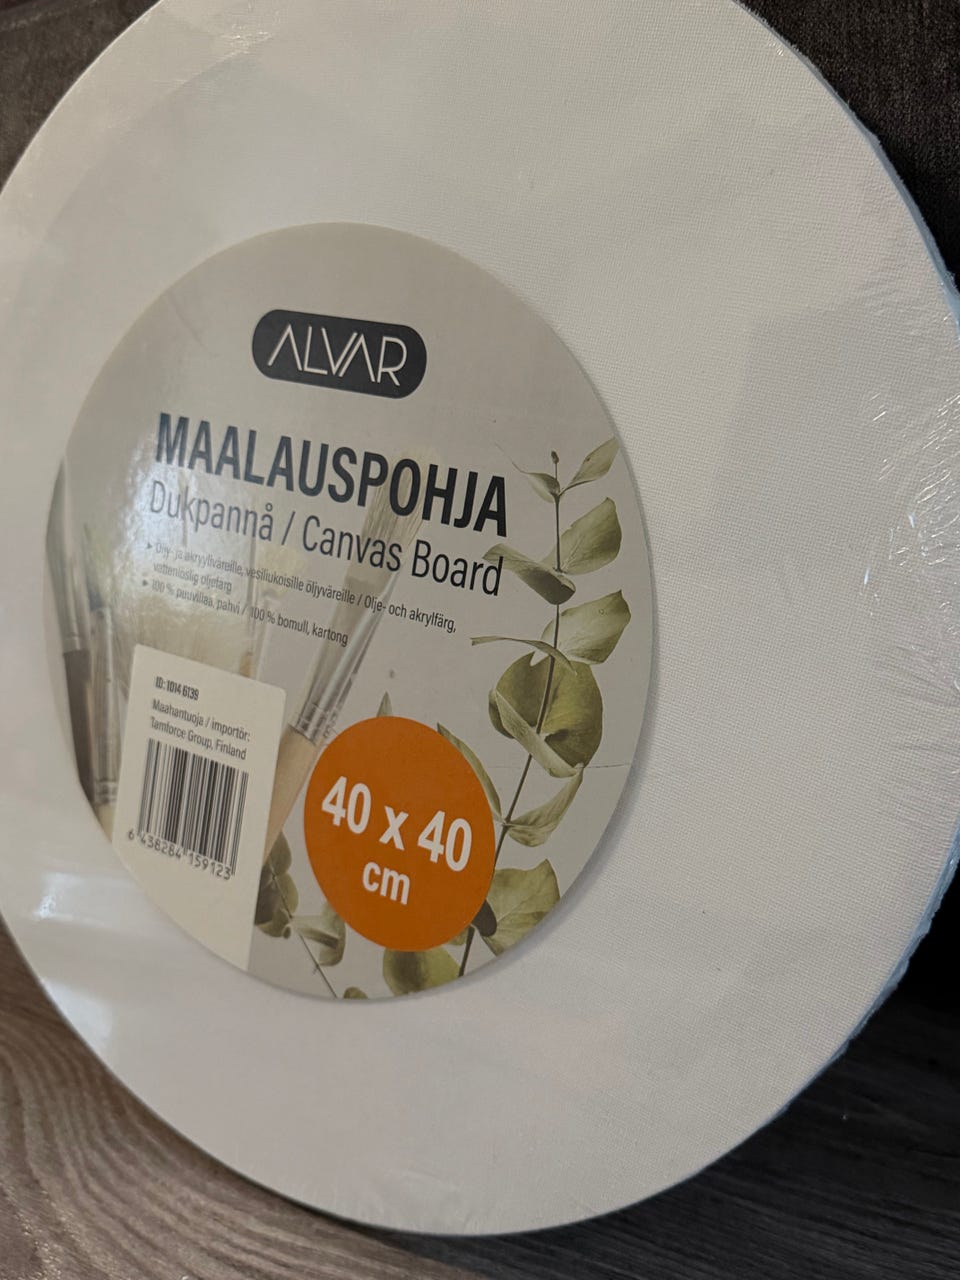 ALVAR
MAALAUSPOHJA
Dukpannå / Canvas Board
▸ Öljy- ja akryyliväreille, vesiliukoisille öljyväreille / Olje- och akrylfärg,
vattenlöslig oljefärg
▸ 100 % puuvillaa, pahvi / 100 % bomull, kartong
ID: 1014 6139
Maahantuoja / importör:
Tamforce Group, Finland
6 438284 159123
40 x 40
cm